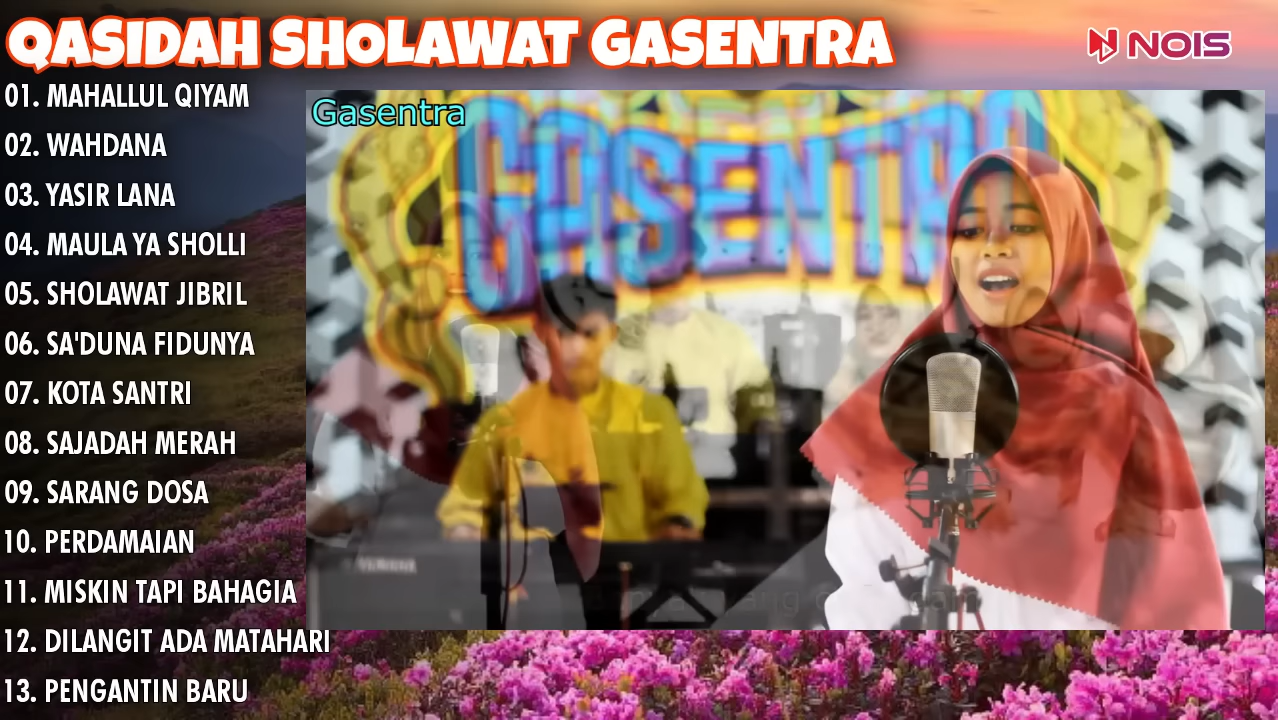 QASIDAH SHOLAWAT GASENTRA
NOIS
01. MAHALLUL QIYAM
02. WAHDANA
03. YASIR LANA
04. MAULA YA SHOLLI
05. SHOLAWAT JIBRIL
06. SA'DUNA FIDUNYA
07. KOTA SANTRI
08. SAJADAH MERAH
09. SARANG DOSA
10. PERDAMAIAN
11. MISKIN TAPI BAHAGIA
12. DILANGIT ADA MATAHARI
13. PENGANTIN BARU
Gasentra
GASENTRA
YAMAHA